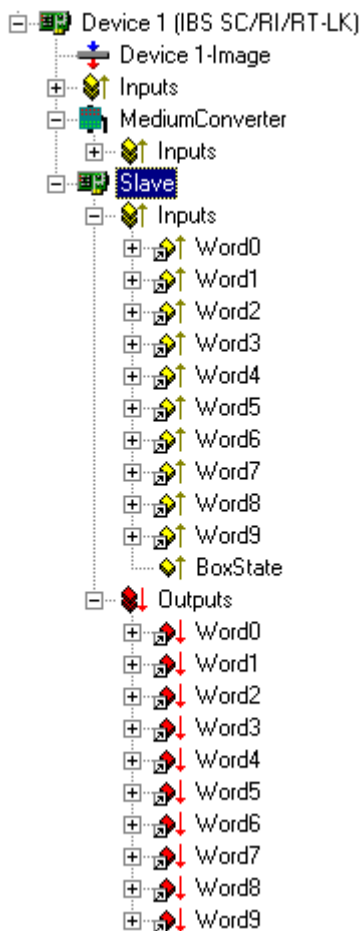 Device 1 (IBS SC/RI/RT-LK)
Device 1-Image
Inputs
MediumConverter
Inputs
Slave
Inputs
Word0
Word1
Word2
Word3
Word4
Word5
Word6
Word7
Word8
Word9
BoxState
Outputs
Word0
Word1
Word2
Word3
Word4
Word5
Word6
Word7
Word8
Word9